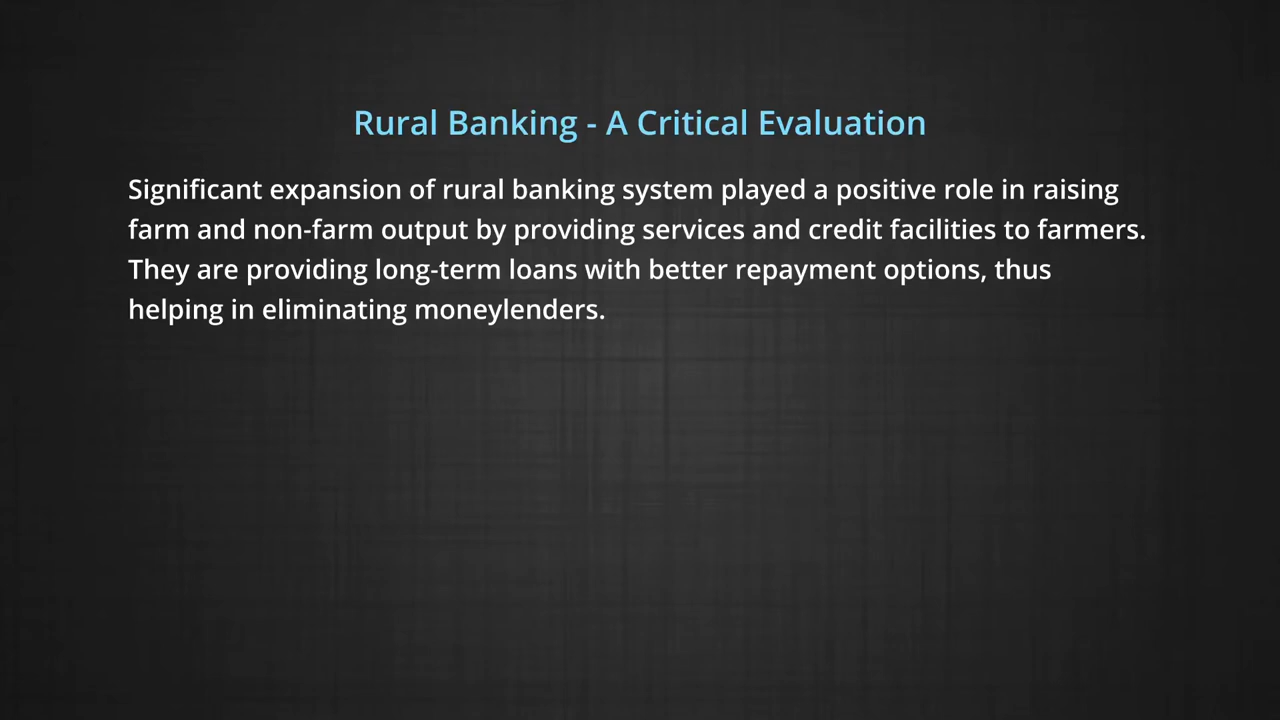 Rural Banking - A Critical Evaluation
Significant expansion of rural banking system played a positive role in raising
farm and non-farm output by providing services and credit facilities to farmers.
They are providing long-term loans with better repayment options, thus
helping in eliminating moneylenders.